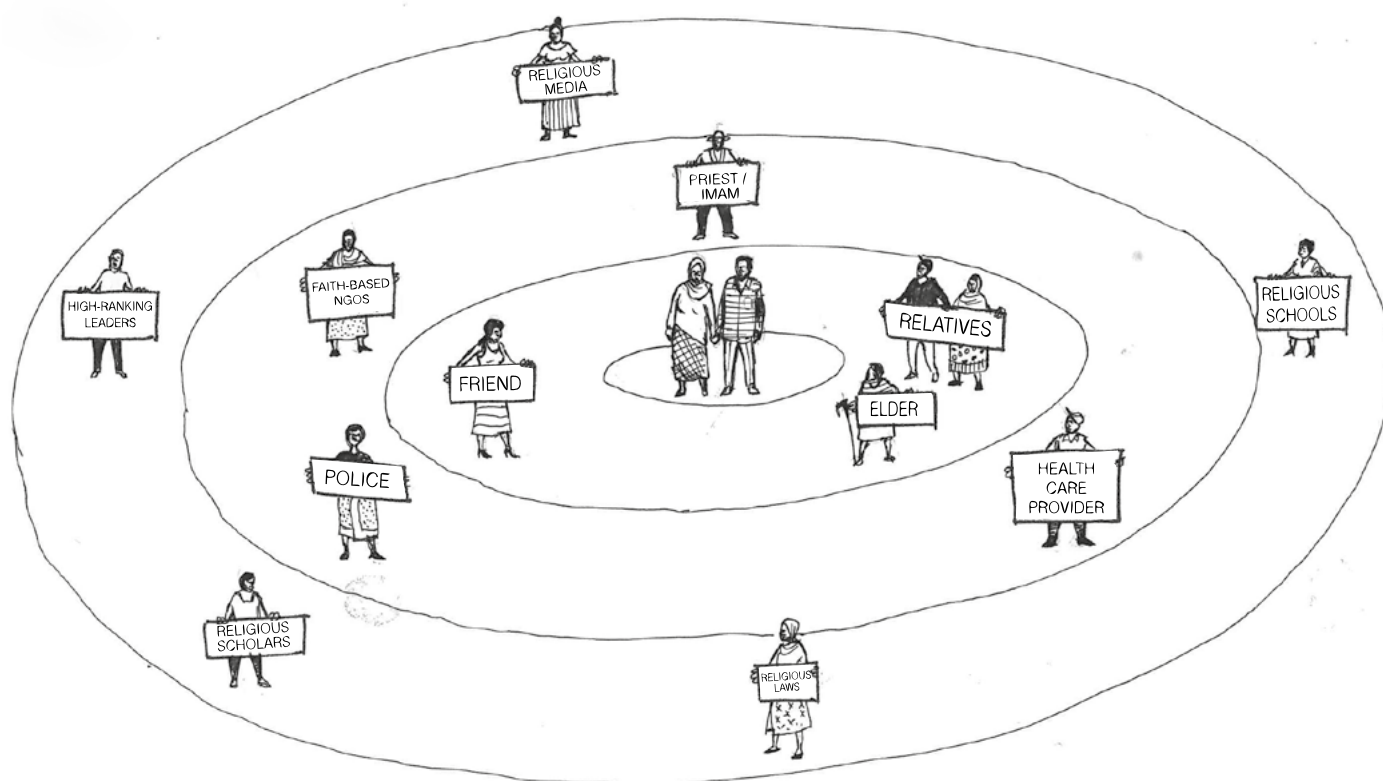 RELIGIOUS
MEDIA
PRIEST /
IMAM
HIGH-RANKING
LEADERS
FAITH-BASED
NGOS
RELIGIOUS
SCHOOLS
RELATIVES
FRIEND
ELDER
POLICE
HEALTH
CARE
PROVIDER
RELIGIOUS
SCHOLARS
RELIGIOUS
LAWS